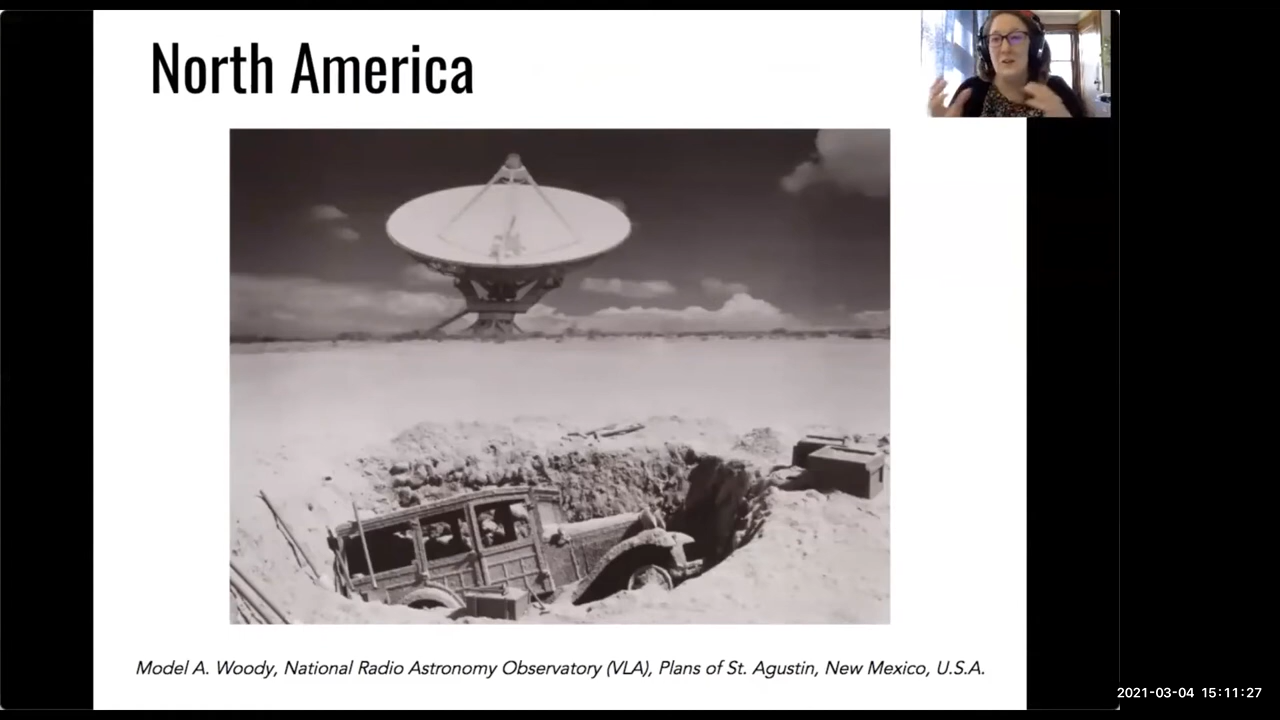 North America
Model A. Woody, National Radio Astronomy Observatory (VLA), Plans of St. Agustin, New Mexico, U.S.A.
2021-03-04 15:11:27